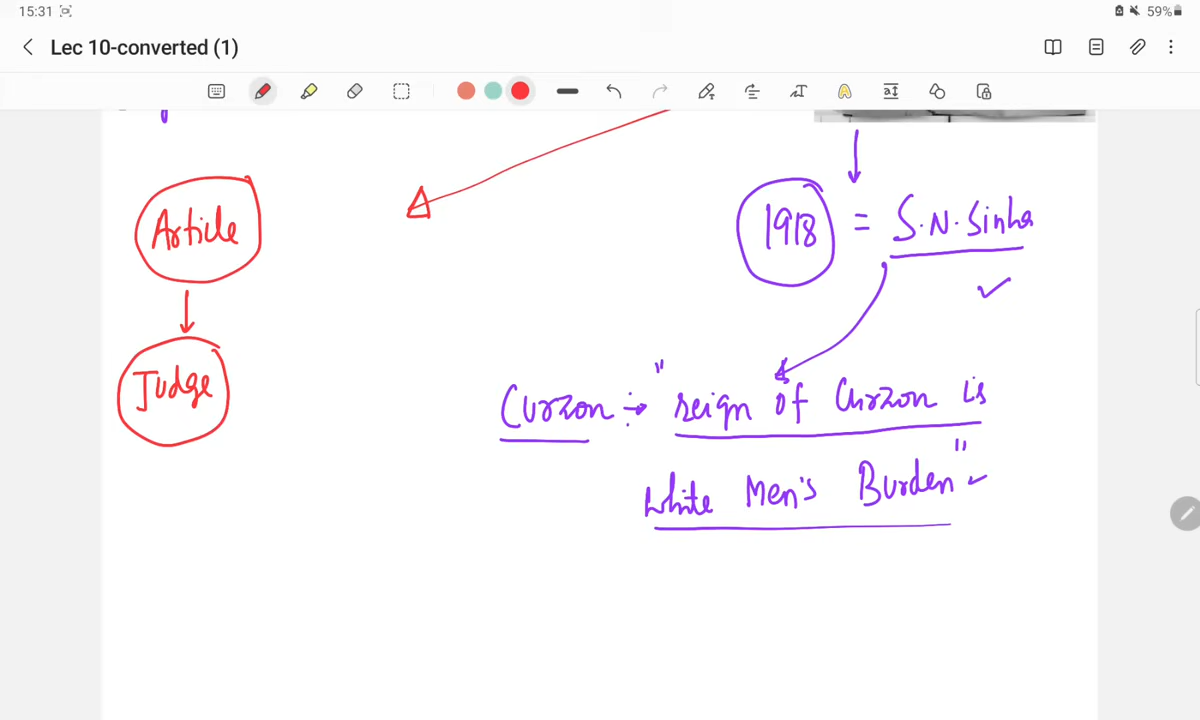 15:31
59%
Lec 10-converted (1)
Article
1918 = S.N. Sinha
Judge
Curzon :→ "reign of Curzon is
White Men's Burden"